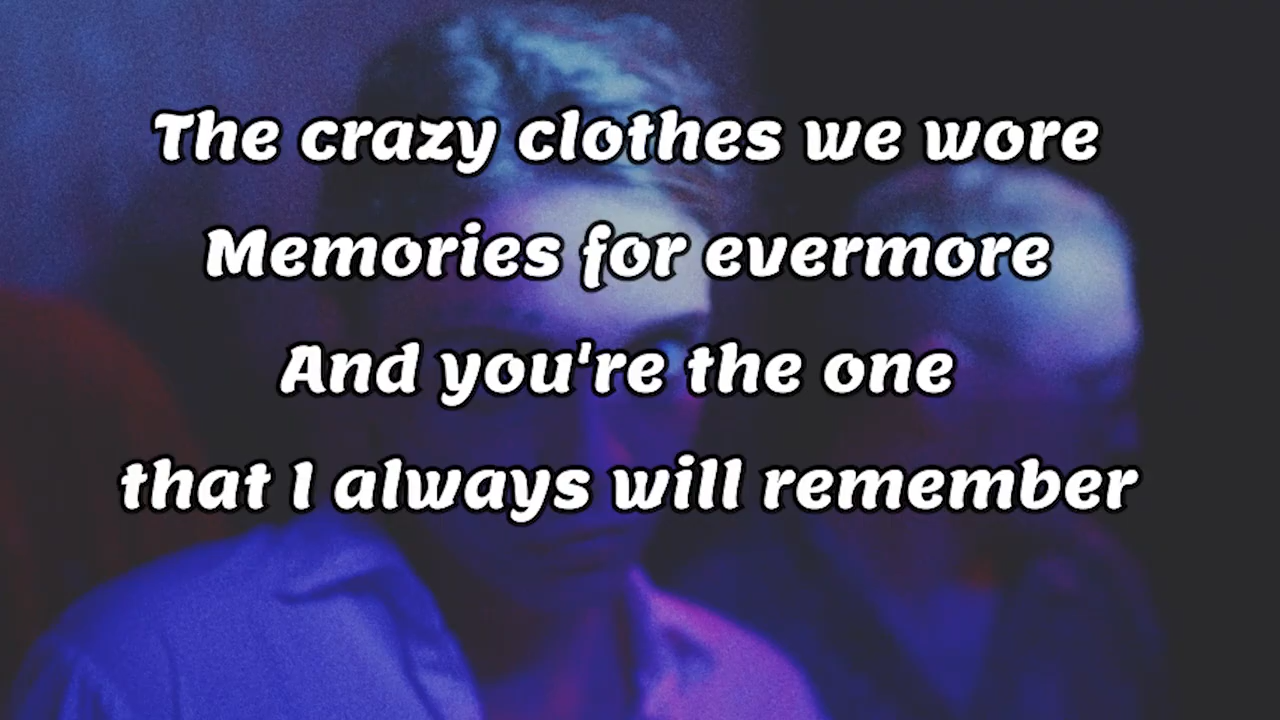 The crazy clothes we wore
Memories for evermore
And you're the one
that I always will remember